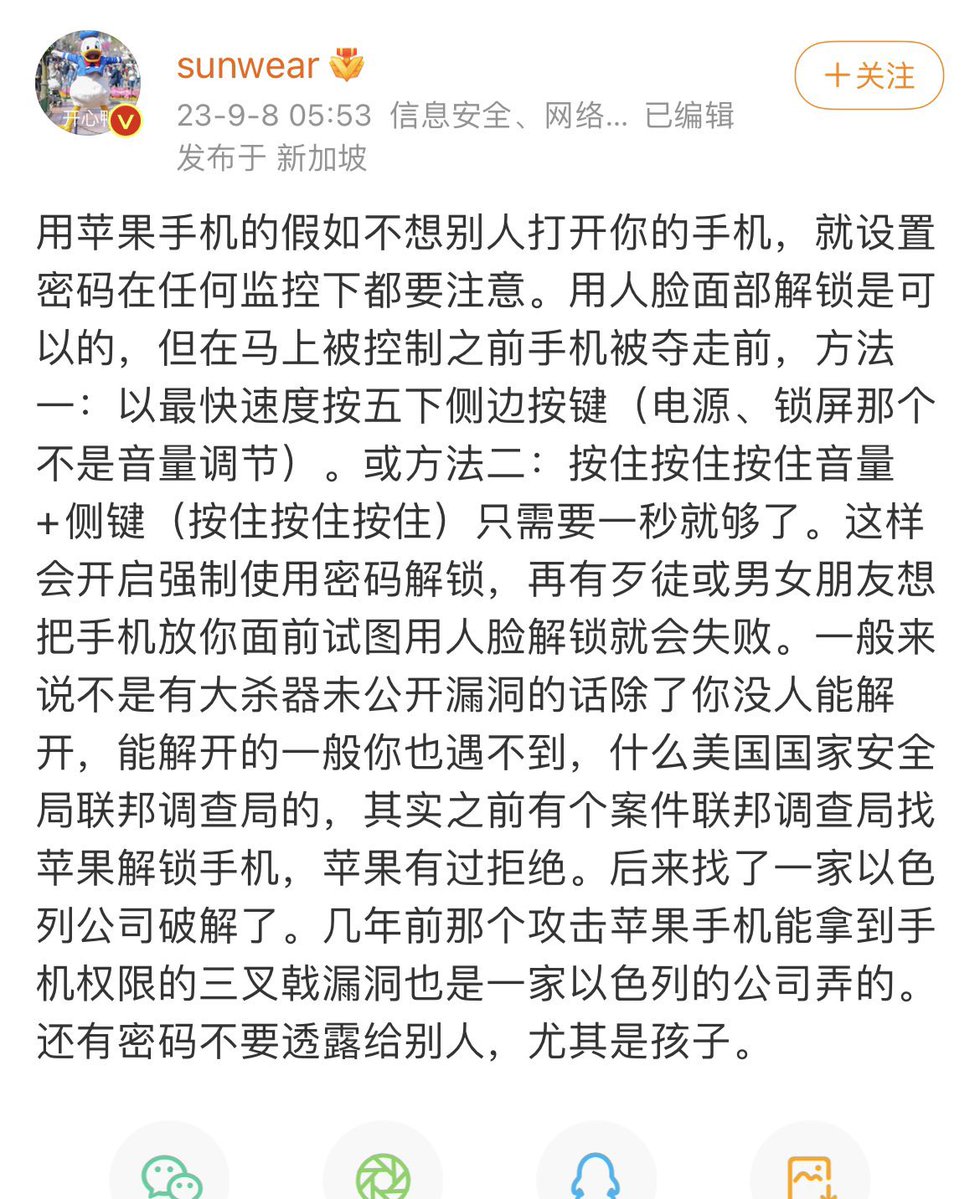 sunwear
+关注
23-9-8 05:53 信息安全、网络... 已编辑
发布于 新加坡
用苹果手机的假如不想别人打开你的手机，就设置
密码在任何监控下都要注意。用人脸面部解锁是可
以的，但在马上被控制之前手机被夺走前，方法
一：以最快速度按五下侧边按键（电源、锁屏那个
不是音量调节）。或方法二：按住按住按住音量
+侧键（按住按住按住）只需要一秒就够了。这样
会开启强制使用密码解锁，再有歹徒或男女朋友想
把手机放你面前试图用人脸解锁就会失败。一般来
说不是有大杀器未公开漏洞的话除了你没人能解
开，能解开的一般你也遇不到，什么美国国家安全
局联邦调查局的，其实之前有个案件联邦调查局找
苹果解锁手机，苹果有过拒绝。后来找了一家以色
列公司破解了。几年前那个攻击苹果手机能拿到手
机权限的三叉戟漏洞也是一家以色列的公司弄的。
还有密码不要透露给别人，尤其是孩子。